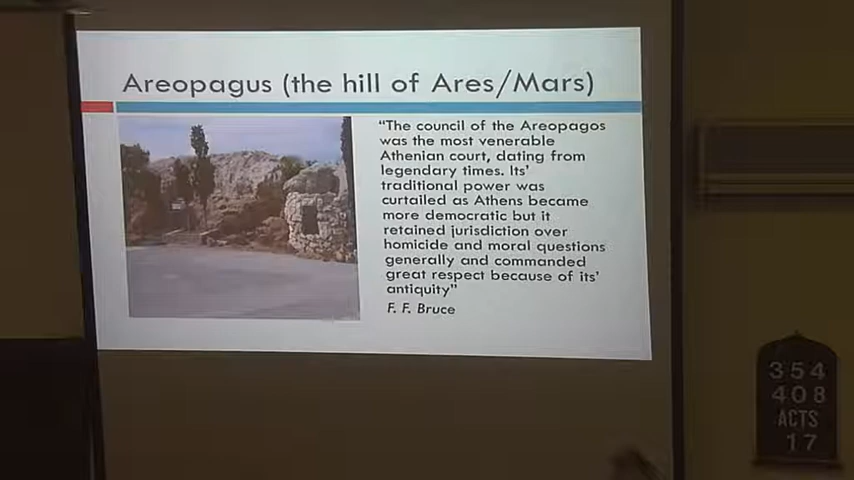 Areopagus (the hill of Ares/Mars)
“The council of the Areopagos
was the most venerable
Athenian court, dating from
legendary times. Its’
traditional power was
curtailed as Athens became
more democratic but it
retained jurisdiction over
homicide and moral questions
generally and commanded
great respect because of its’
antiquity”
F. F. Bruce
354
408
ACTS
17